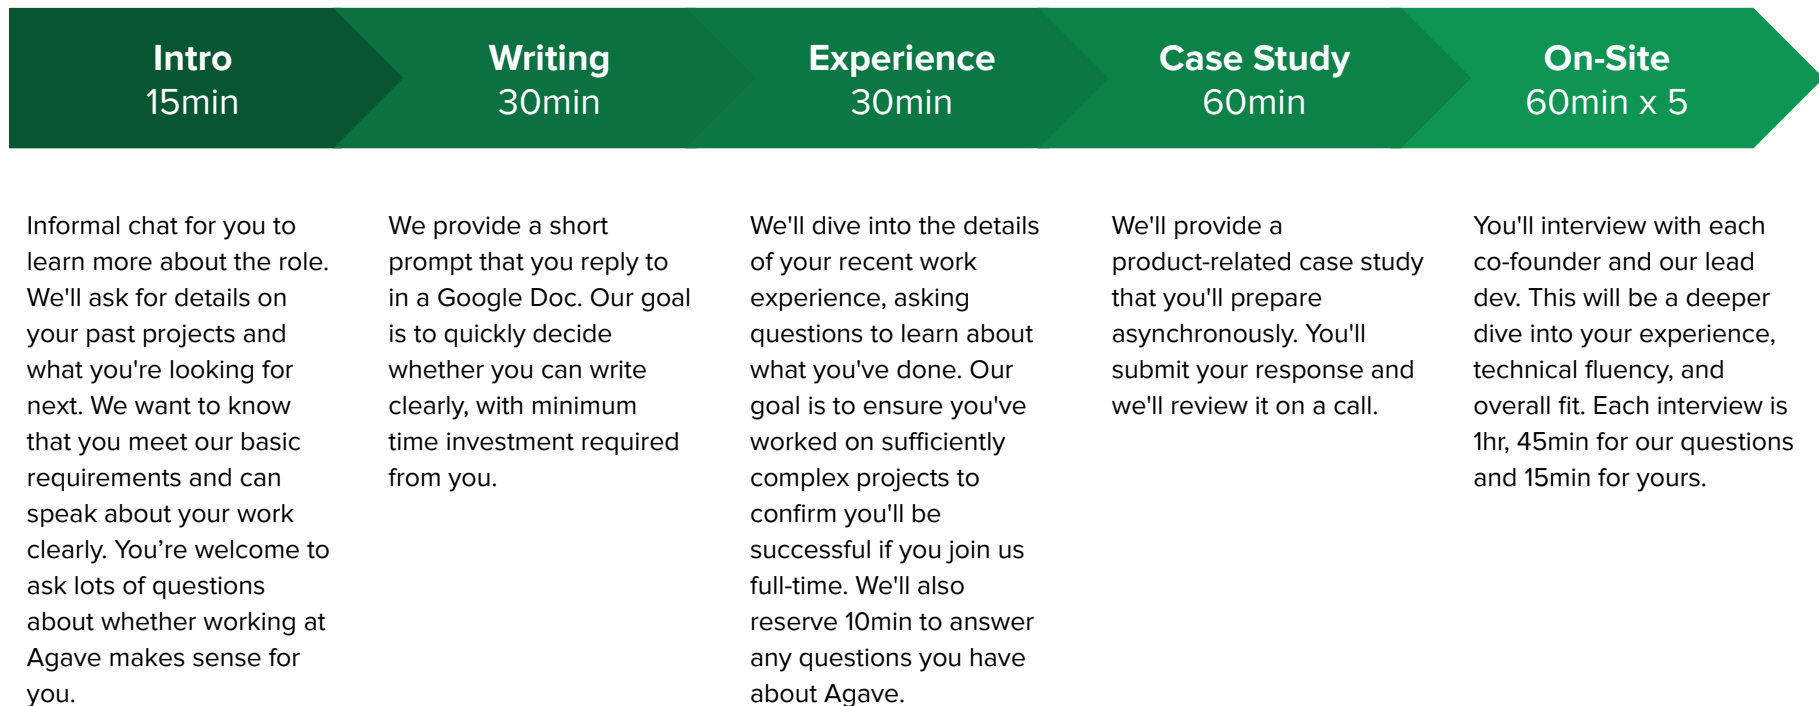 Intro
15min
Writing
30min
Experience
30min
Case Study
60min
On-Site
60min x 5
Informal chat for you to
learn more about the role.
We'll ask for details on
your past projects and
what you're looking for
next. We want to know
that you meet our basic
requirements and can
speak about your work
clearly. You’re welcome to
ask lots of questions
about whether working at
Agave makes sense for
you.
We provide a short
prompt that you reply to
in a Google Doc. Our goal
is to quickly decide
whether you can write
clearly, with minimum
time investment required
from you.
We'll dive into the details
of your recent work
experience, asking
questions to learn about
what you've done. Our
goal is to ensure you've
worked on sufficiently
complex projects to
confirm you'll be
successful if you join us
full-time. We'll also
reserve 10min to answer
any questions you have
about Agave.
We'll provide a
product-related case study
that you'll prepare
asynchronously. You'll
submit your response and
we'll review it on a call.
You'll interview with each
co-founder and our lead
dev. This will be a deeper
dive into your experience,
technical fluency, and
overall fit. Each interview is
1hr, 45min for our questions
and 15min for yours.